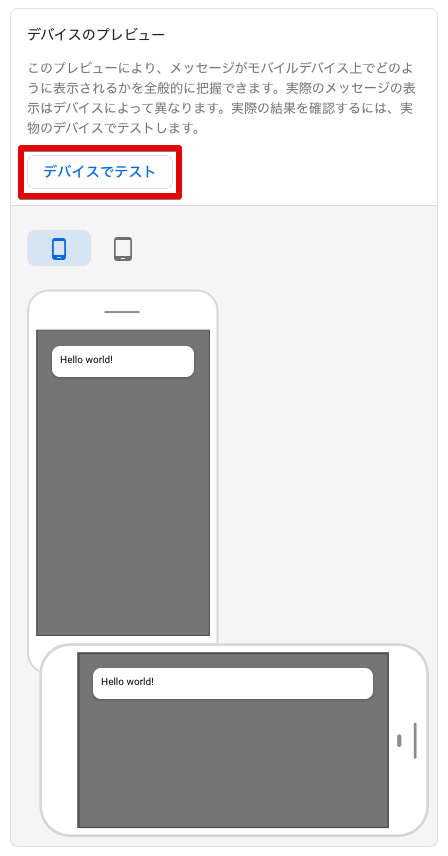 デバイスのプレビュー
このプレビューにより、メッセージがモバイルデバイス上でどのよ
うに表示されるかを全般的に把握できます。実際のメッセージの表
示はデバイスによって異なります。実際の結果を確認するには、実
物のデバイスでテストします。
デバイスでテスト
Hello world!
Hello world!